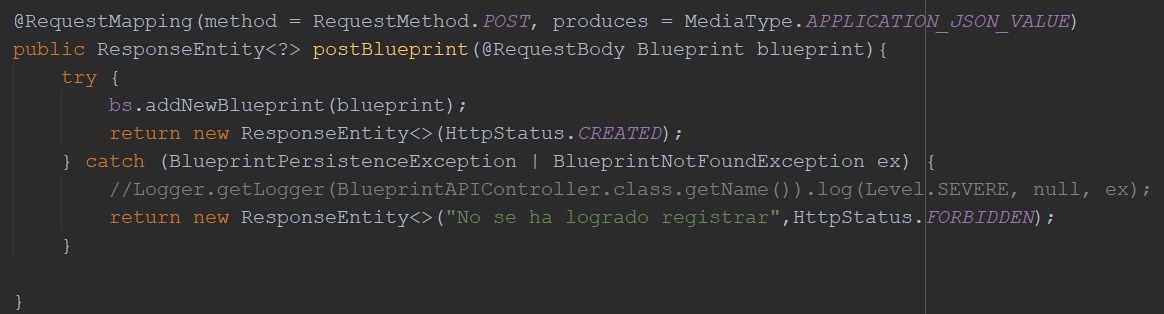 @RequestMapping(method = RequestMethod.POST, produces = MediaType.APPLICATION_JSON_VALUE)
public ResponseEntity<?> postBlueprint(@RequestBody Blueprint blueprint){
    try {
        bs.addNewBlueprint(blueprint);
        return new ResponseEntity<>(HttpStatus.CREATED);
    } catch (BlueprintPersistenceException | BlueprintNotFoundException ex) {
        //Logger.getLogger(BlueprintAPIController.class.getName()).log(Level.SEVERE, null, ex);
        return new ResponseEntity<>("No se ha logrado registrar",HttpStatus.FORBIDDEN);
    }
}